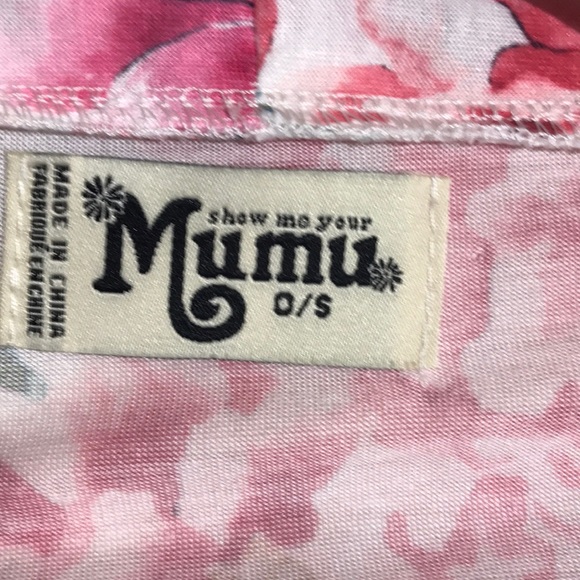 MADE IN CHINA
FABRIQUÉ EN CHINE
show me your
Mumu
O/S